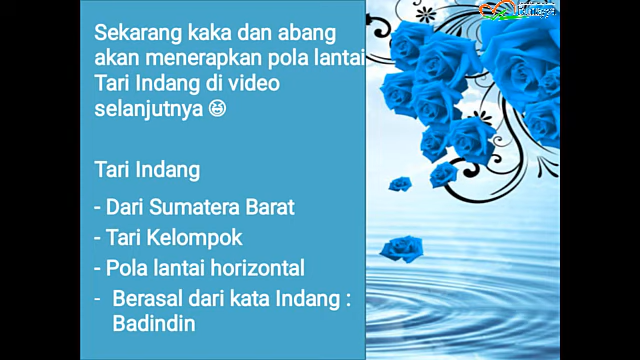 Sekarang kaka dan abang
akan menerapkan pola lantai
Tari Indang di video
selanjutnya 😆
Tari Indang
- Dari Sumatera Barat
- Tari Kelompok
- Pola lantai horizontal
- Berasal dari kata Indang :
Badindin